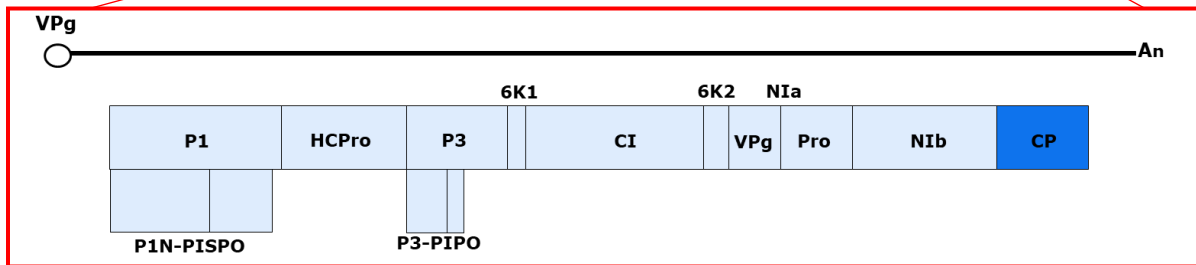 VPg
An
6K1
6K2
NIa
P1
HCPro
P3
CI
VPg
Pro
NIb
CP
P1N-PISPO
P3-PIPO